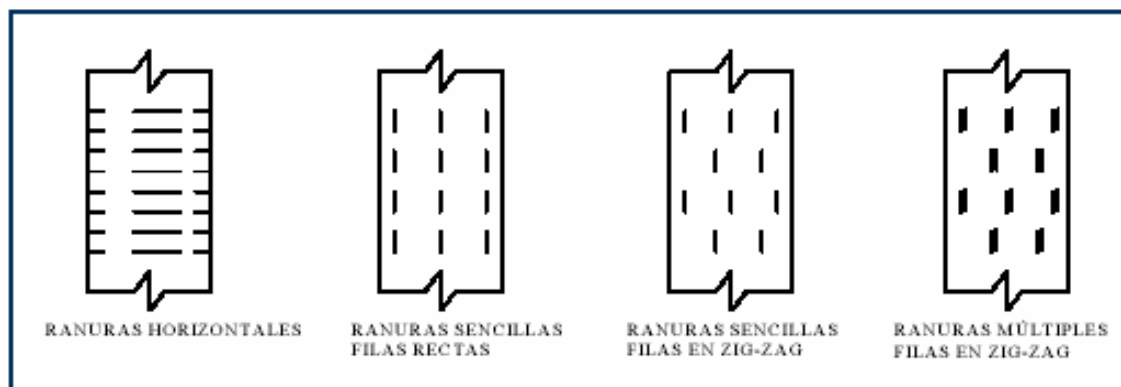 RANURAS HORIZONTALES
RANURAS SENCILLAS
FILAS RECTAS
RANURAS SENCILLAS
FILAS EN ZIG-ZAG
RANURAS MÚLTIPLES
FILAS EN ZIG-ZAG